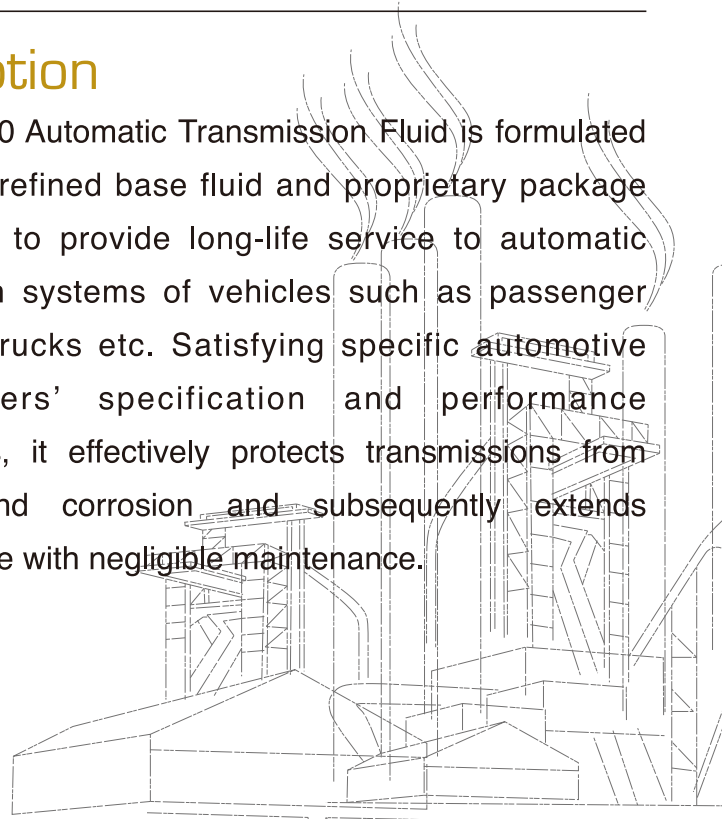 ption
0 Automatic Transmission Fluid is formulated
refined base fluid and proprietary package
to provide long-life service to automatic
n systems of vehicles such as passenger
rucks etc. Satisfying specific automotive
ers’ specification and performance
, it effectively protects transmissions from
nd corrosion and subsequently extends
e with negligible maintenance.